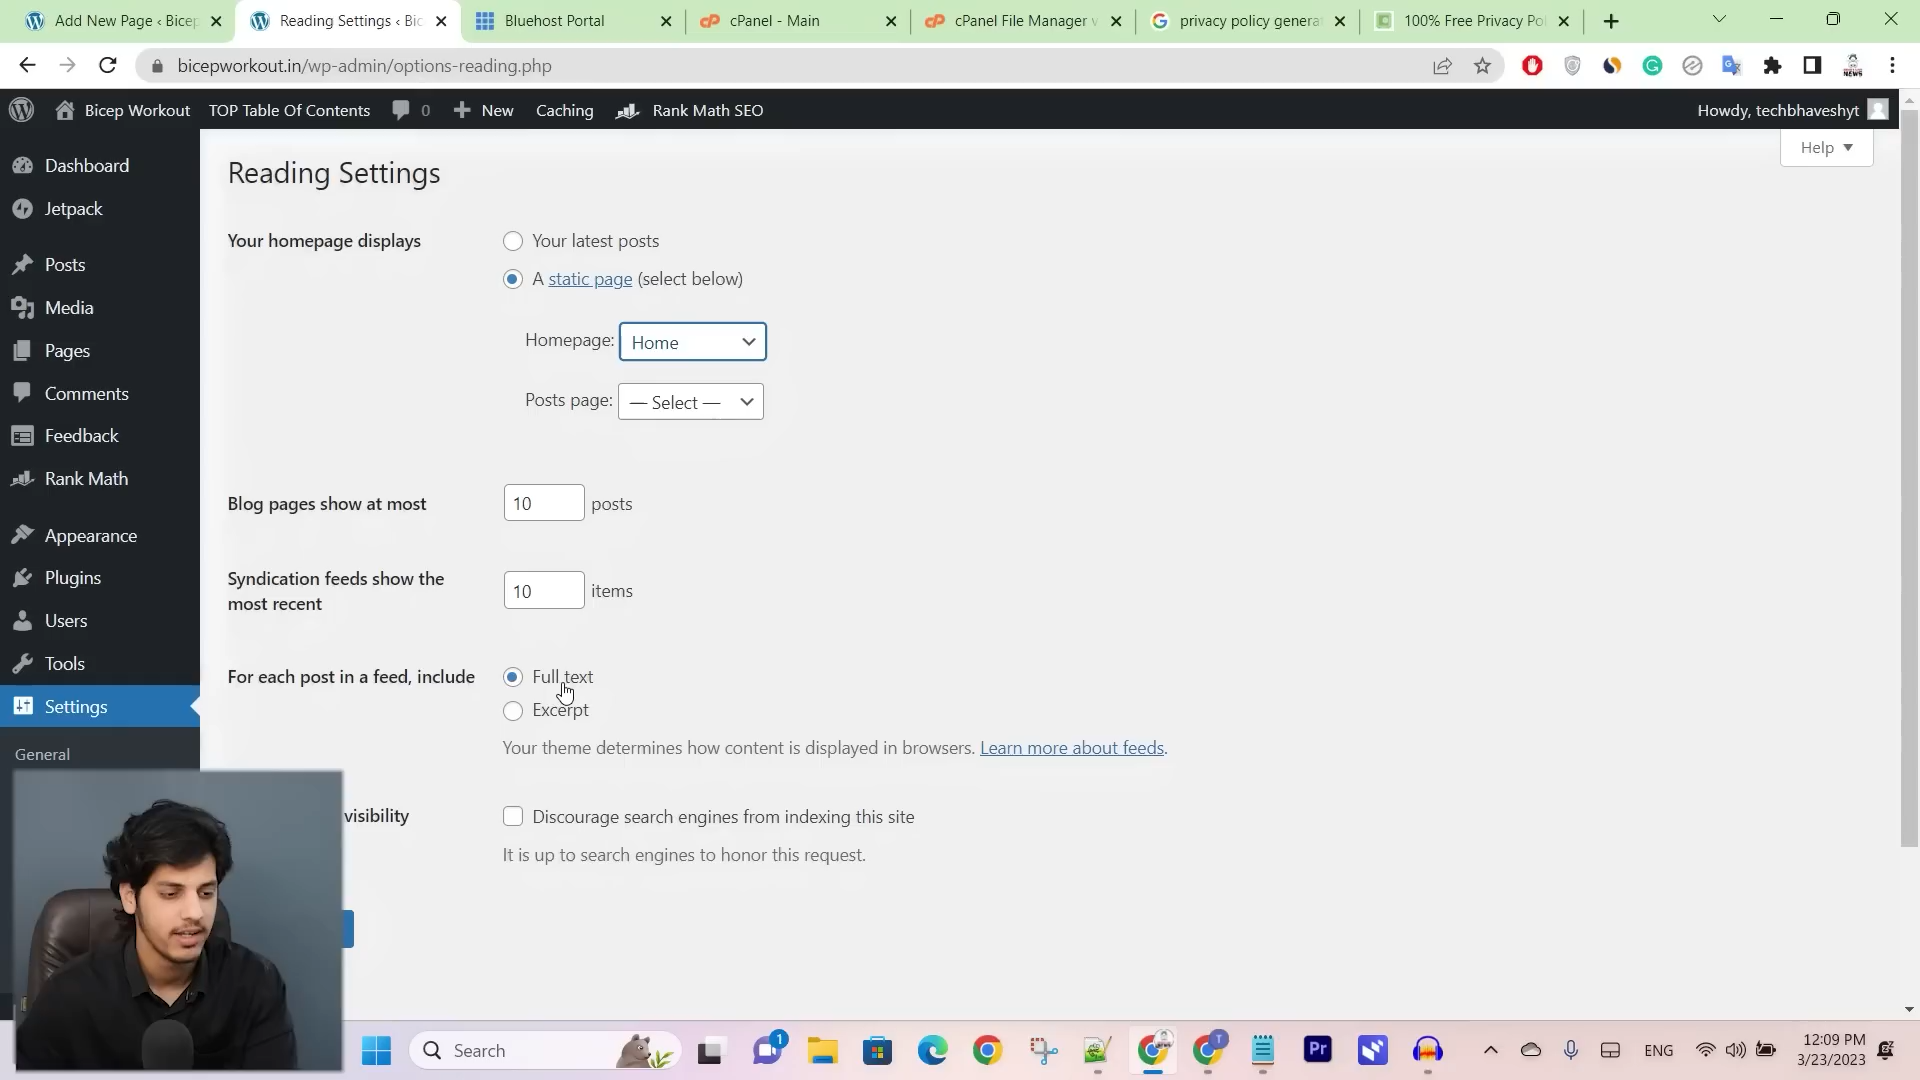 Add New Page ‹ Bicep
Reading Settings ‹ Bic
Bluehost Portal
cPanel - Main
cPanel File Manager v
privacy policy genera
100% Free Privacy Po
bicepworkout.in/wp-admin/options-reading.php
Bicep Workout
TOP Table Of Contents
0
New
Caching
Rank Math SEO
Howdy, techbhaveshyt
Help
Dashboard
Jetpack
Posts
Media
Pages
Comments
Feedback
Rank Math
Appearance
Plugins
Users
Tools
Settings
General
Reading Settings
Your homepage displays
Your latest posts
A static page (select below)
Homepage: Home
Posts page: — Select —
Blog pages show at most
10 posts
Syndication feeds show the
most recent
10 items
For each post in a feed, include
Full text
Excerpt
Your theme determines how content is displayed in browsers. Learn more about feeds.
visibility
Discourage search engines from indexing this site
It is up to search engines to honor this request.
Search
1
T
Pr
ENG
12:09 PM
3/23/2023